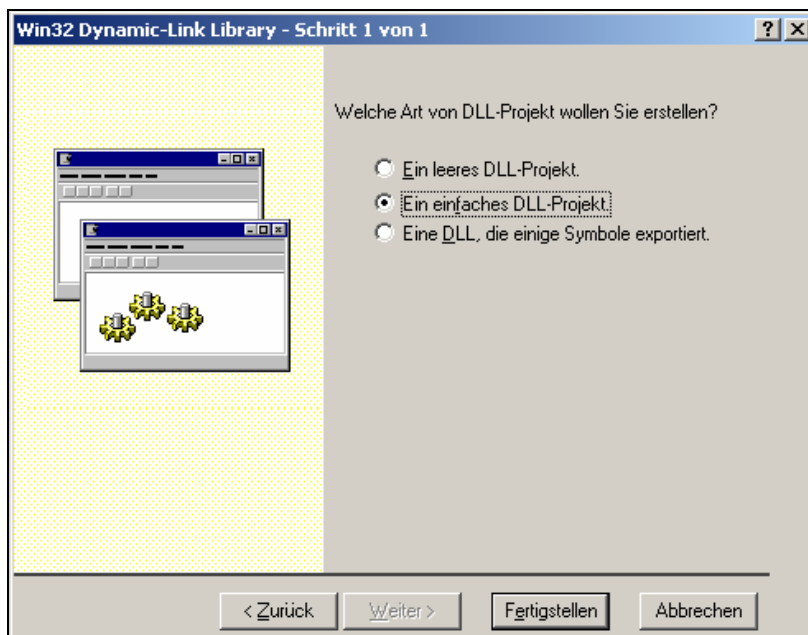 Win32 Dynamic-Link Library - Schritt 1 von 1
Welche Art von DLL-Projekt wollen Sie erstellen?
Ein leeres DLL-Projekt.
Ein einfaches DLL-Projekt.
Eine DLL, die einige Symbole exportiert.
< Zurück
Weiter >
Fertigstellen
Abbrechen